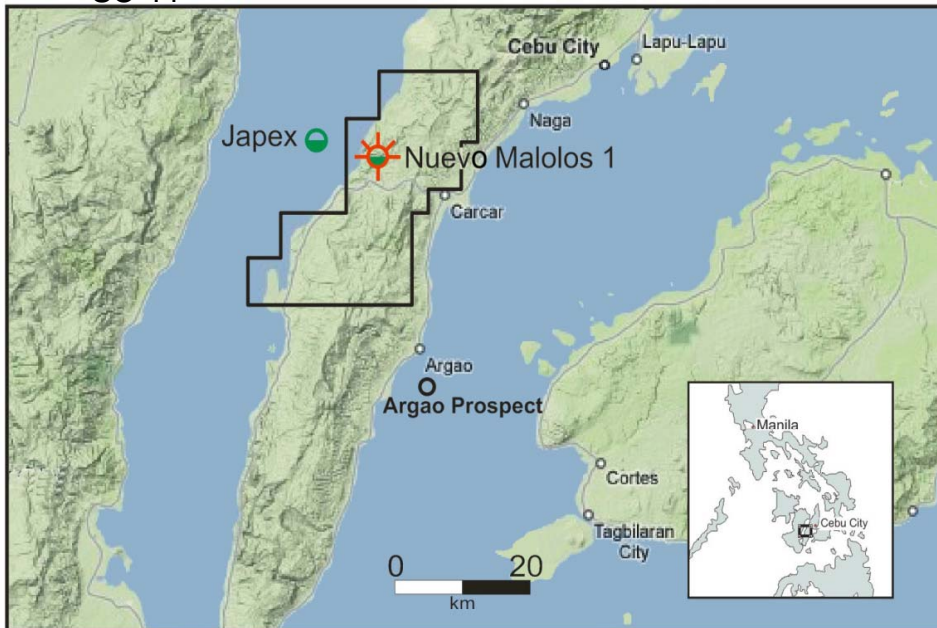 Cebu City
Lapu-Lapu
Naga
Japex
Nuevo Malolos 1
Carcar
Argao
Argao Prospect
Manila
Cebu City
Cortes
Tagbilaran
City
0 20
km